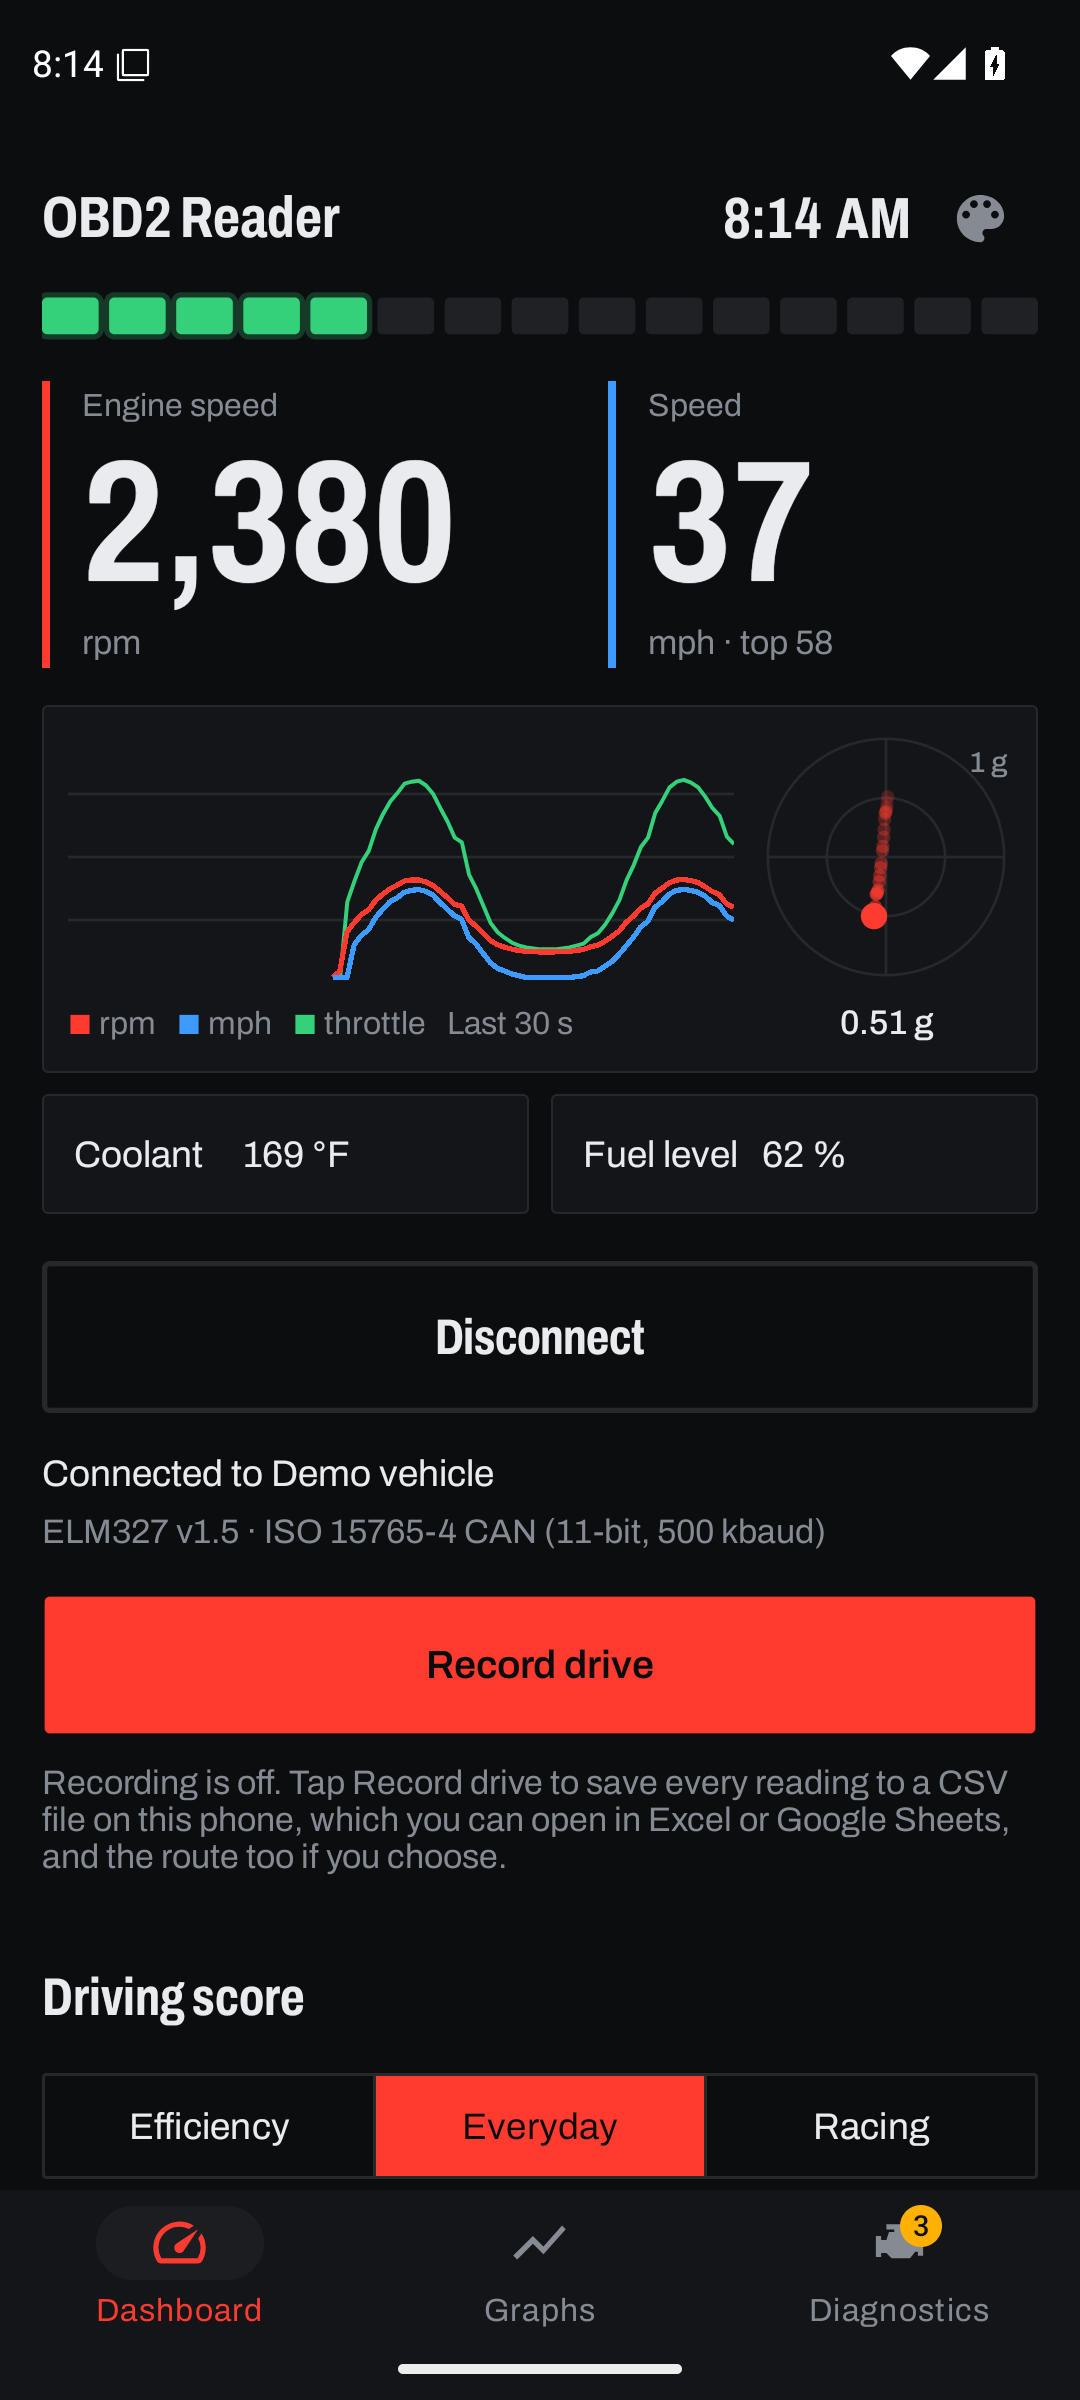 8:14
OBD2 Reader
8:14 AM
Engine speed
2,380
rpm
Speed
37
mph · top 58
1 g
rpm mph throttle Last 30 s
0.51 g
Coolant 169 °F
Fuel level 62 %
Disconnect
Connected to Demo vehicle
ELM327 v1.5 · ISO 15765-4 CAN (11-bit, 500 kbaud)
Record drive
Recording is off. Tap Record drive to save every reading to a CSV
file on this phone, which you can open in Excel or Google Sheets,
and the route too if you choose.
Driving score
Efficiency
Everyday
Racing
3
Dashboard
Graphs
Diagnostics